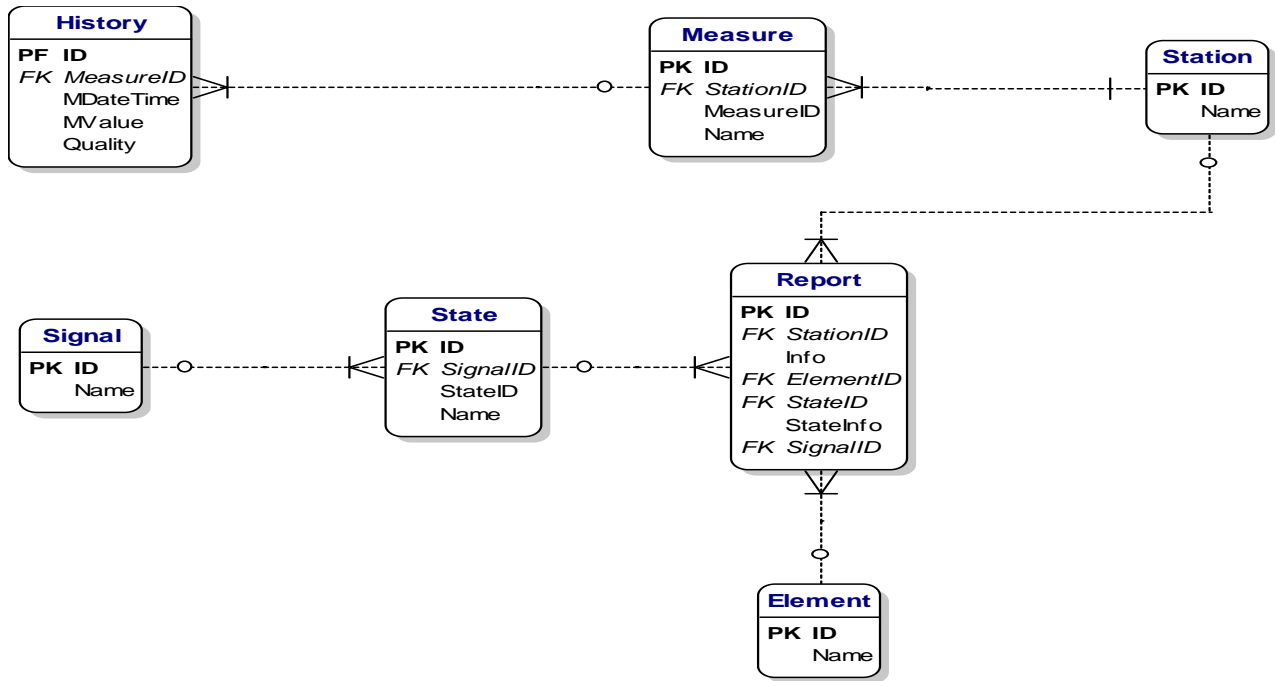 History
PF ID
FK MeasureID
MDateTime
MValue
Quality
Measure
PK ID
FK StationID
MeasureID
Name
Station
PK ID
Name
Signal
PK ID
Name
State
PK ID
FK SignalID
StateID
Name
Report
PK ID
FK StationID
Info
FK ElementID
FK StateID
StateInfo
FK SignalID
Element
PK ID
Name